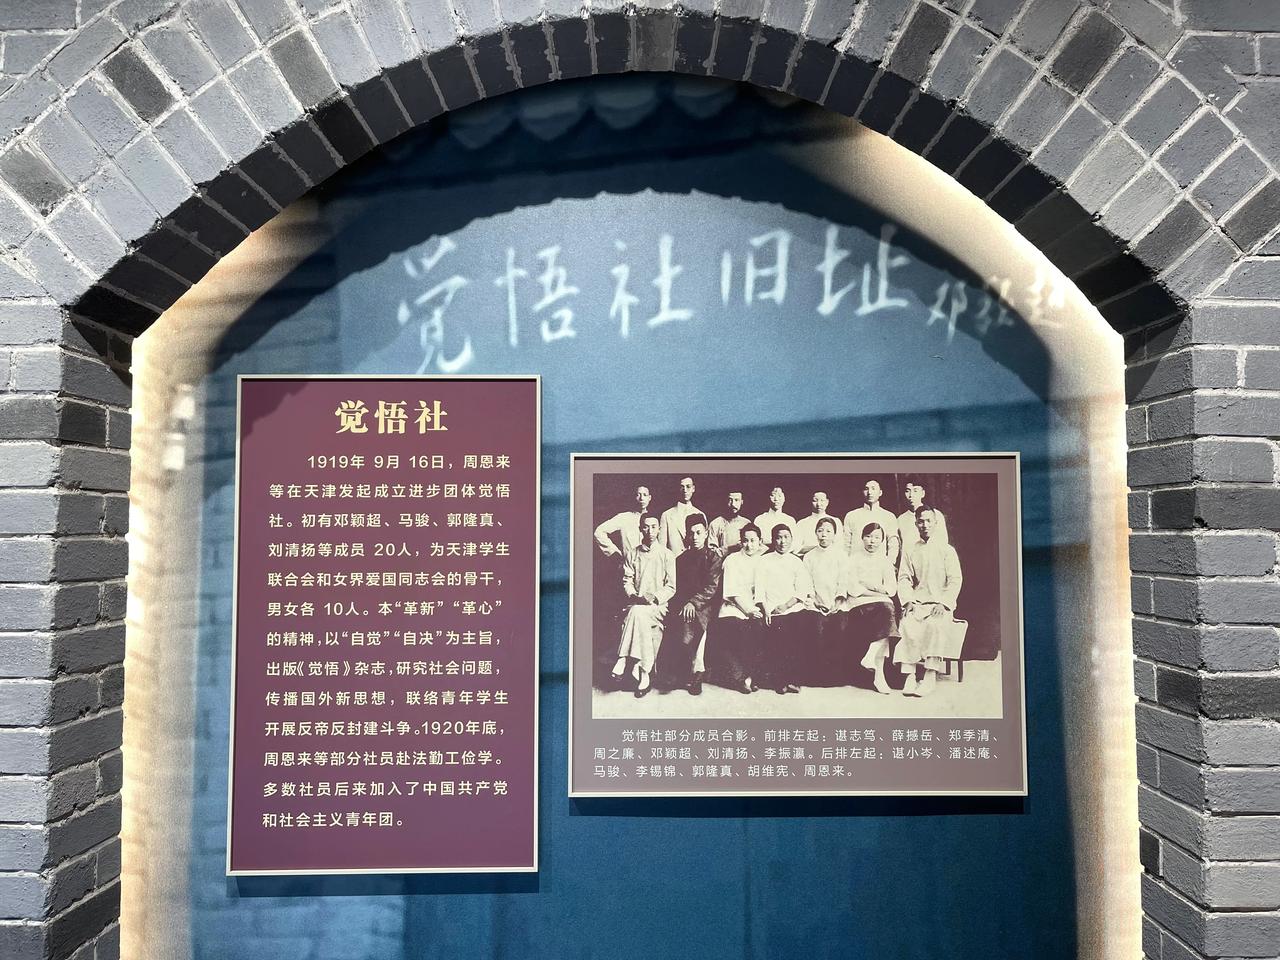 觉悟社旧址 邓颖超
觉悟社
1919年 9月 16日，周恩来
等在天津发起成立进步团体觉悟
社。初有邓颖超、马骏、郭隆真、
刘清扬等成员 20人，为天津学生
联合会和女界爱国同志会的骨干，
男女各 10人。本“革新” “革心”
的精神，以“自觉”“自决”为主旨，
出版《觉悟》杂志，研究社会问题，
传播国外新思想，联络青年学生
开展反帝反封建斗争。1920年底，
周恩来等部分社员赴法勤工俭学。
多数社员后来加入了中国共产党
和社会主义青年团。
觉悟社部分成员合影。前排左起：谌志笃、薛撼岳、郑季清、
周之廉、邓颖超、刘清扬、李振瀛。后排左起：谌小岑、潘述庵、
马骏、李锡锦、郭隆真、胡维宪、周恩来。